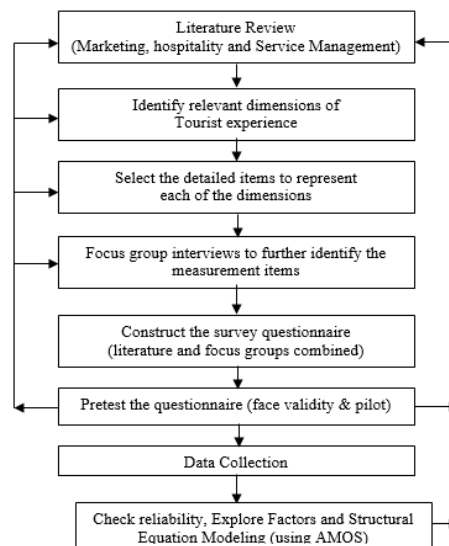 Literature Review
(Marketing, hospitality and Service Management)
Identify relevant dimensions of
Tourist experience
Select the detailed items to represent
each of the dimensions
Focus group interviews to further identify the
measurement items
Construct the survey questionnaire
(literature and focus groups combined)
Pretest the questionnaire (face validity & pilot)
Data Collection
Check reliability, Explore Factors and Structural
Equation Modeling (using AMOS)